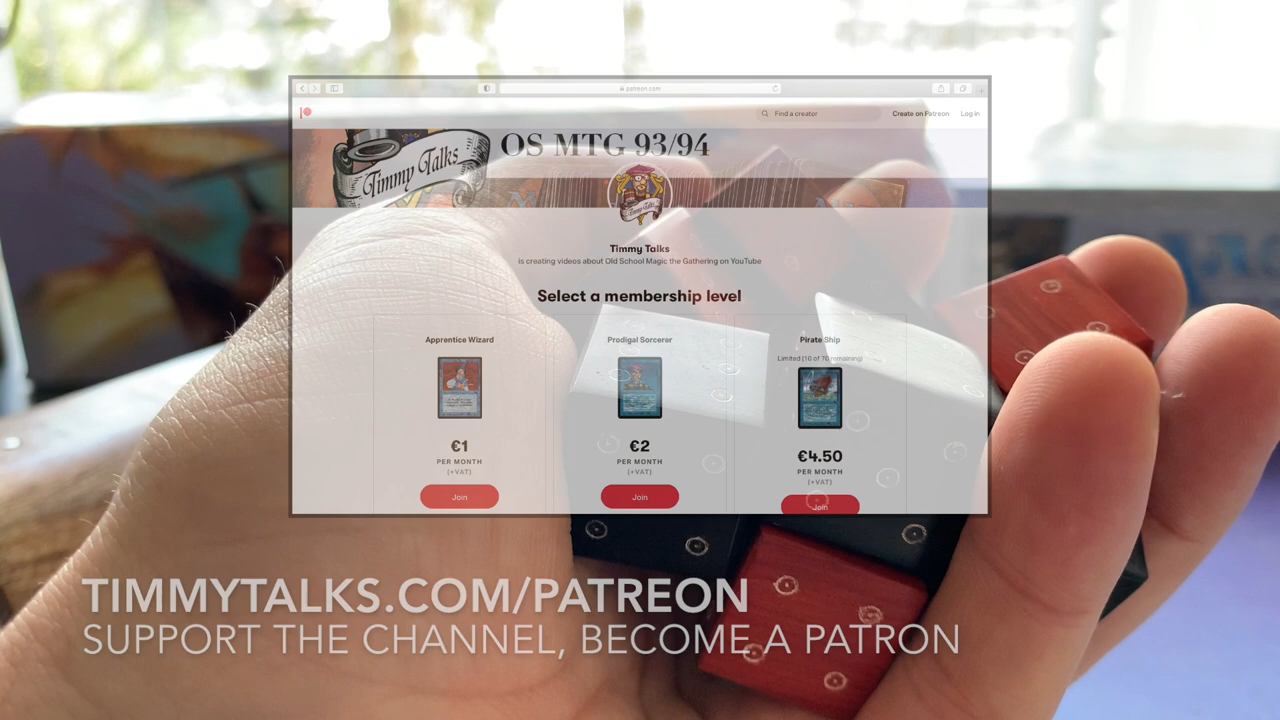 patreon.com
Find a creator
Create on Patreon
Log in
Timmy Talks
OS MTG 93/94
Timmy Talks
Timmy Talks
is creating videos about Old School Magic the Gathering on YouTube
Select a membership level
Apprentice Wizard
Prodigal Sorcerer
Pirate Ship
Limited (10 of 70 remaining)
€1
PER MONTH
(+VAT)
Join
€2
PER MONTH
(+VAT)
Join
€4.50
PER MONTH
(+VAT)
Join
TIMMYTALKS.COM/PATREON
SUPPORT THE CHANNEL, BECOME A PATRON